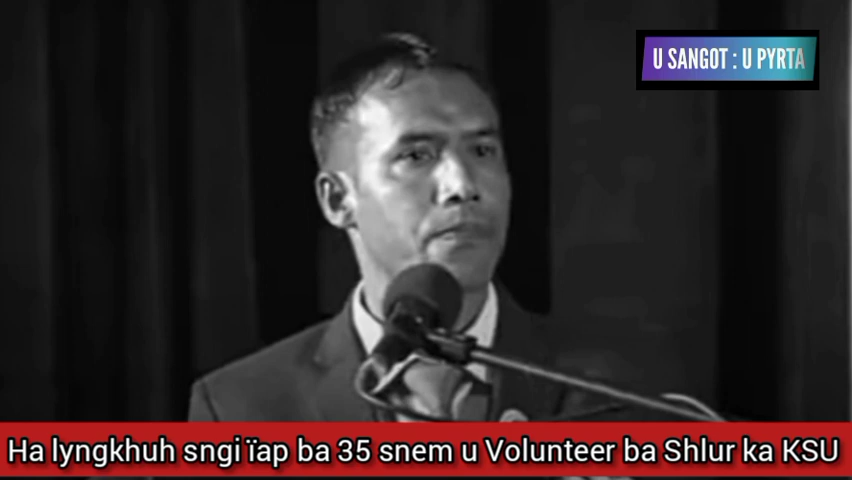 U SANGOT : U PYRTA
Ha lyngkhuh sngi ïap ba 35 snem u Volunteer ba Shlur ka KSU